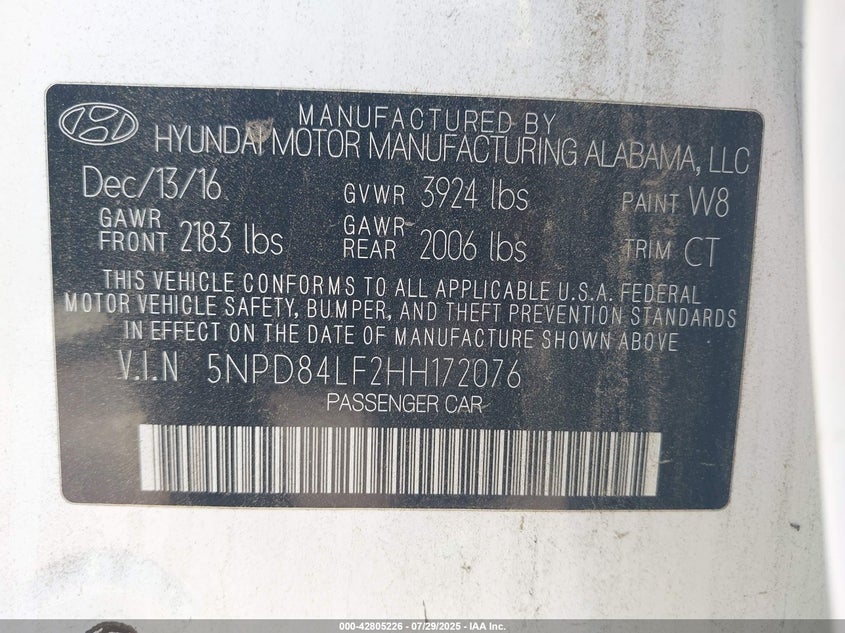 MANUFACTURED BY
HYUNDAI MOTOR MANUFACTURING ALABAMA, LLC
Dec/13/16 GVWR 3924 lbs PAINT W8
GAWR FRONT 2183 lbs GAWR REAR 2006 lbs TRIM CT
THIS VEHICLE CONFORMS TO ALL APPLICABLE U.S.A. FEDERAL
MOTOR VEHICLE SAFETY, BUMPER, AND THEFT PREVENTION STANDARDS
IN EFFECT ON THE DATE OF MANUFACTURE SHOWN ABOVE
V.I.N 5NPD84LF2HH172076
PASSENGER CAR
000-42805226 - 07/29/2025 - IAA Inc.